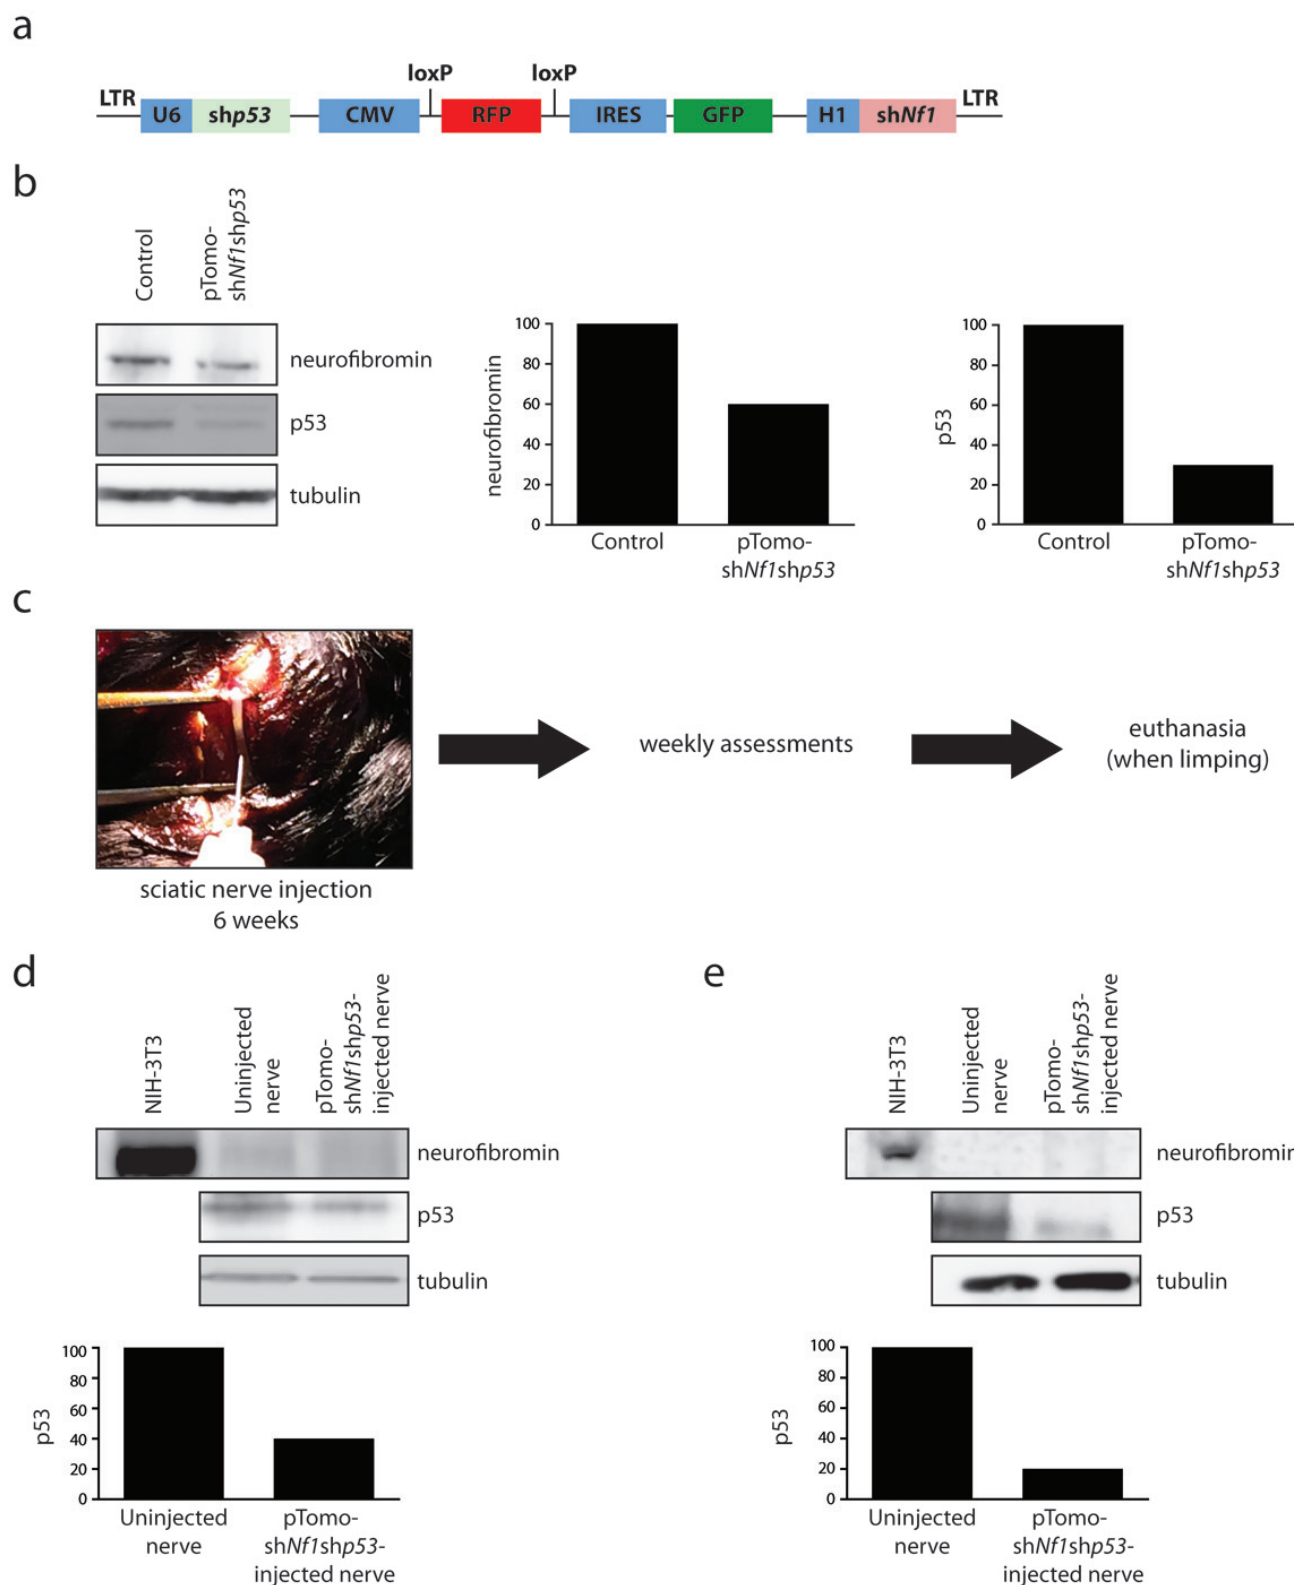 a
loxP loxP
LTR U6 shp53 CMV RFP IRES GFP H1 shNf1 LTR
b
Control
pTomo-
shNf1shp53
neurofibromin
p53
tubulin
neurofibromin
100
80
60
40
20
0
Control
pTomo-
shNf1shp53
p53
100
80
60
40
20
0
Control
pTomo-
shNf1shp53
c
sciatic nerve injection
6 weeks
weekly assessments
euthanasia
(when limping)
d
NIH-3T3
Uninjected
nerve
pTomo-
shNf1shp53-
injected nerve
neurofibromin
p53
tubulin
p53
100
80
60
40
20
0
Uninjected
nerve
pTomo-
shNf1shp53-
injected nerve
e
NIH-3T3
Uninjected
nerve
pTomo-
shNf1shp53-
injected nerve
neurofibromin
p53
tubulin
p53
100
80
60
40
20
0
Uninjected
nerve
pTomo-
shNf1shp53-
injected nerve